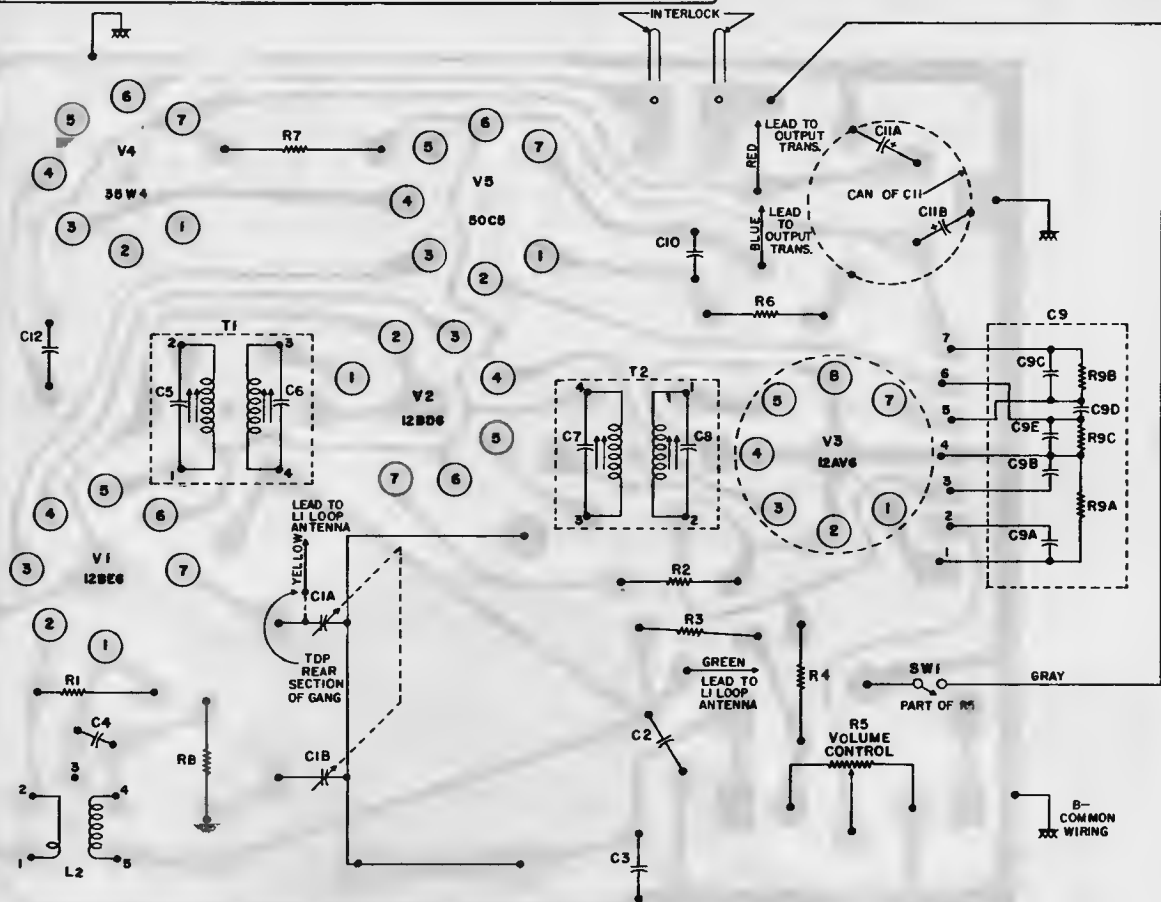 INTERLOCK
6
5
7
V4
4
35W4
3
1
2
R7
6
5
7
V5
4
50C5
3
1
2
RED
LEAD TO
OUTPUT
TRANS.
BLUE
LEAD
TO
OUTPUT
TRANS.
C11A
+
CAN OF C11
C11B
+
C10
R6
C12
T1
2
3
C5
C6
1
4
2
3
1
4
V2
12BD6
5
7
6
T2
4
1
C7
C8
3
2
8
5
7
V3
4
12AV6
3
1
2
C9
7
C9C
R9B
6
C9D
5
C9E
R9C
4
C9B
3
R9A
2
C9A
1
5
4
6
V1
3
12BE6
7
2
1
LEAD TO
L1 LOOP
ANTENNA
YELLOW
C1A
TOP
REAR
SECTION
OF GANG
C1B
R2
R3
GREEN
LEAD TO
L1 LOOP
ANTENNA
R4
SW1
GRAY
PART OF R5
R5
VOLUME
CONTROL
R1
C4
3
R8
2
4
1
5
L2
C2
C3
B-
COMMON
WIRING